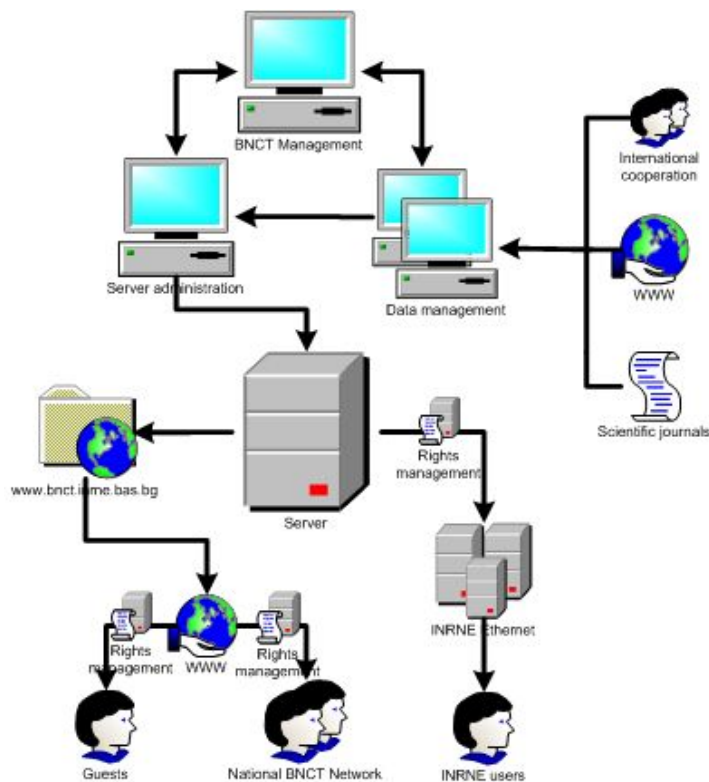 BNCT Management
International
cooperation
Server administration
Data management
WWW
Scientific journals
Rights
management
www.bnct.inrne.bas.bg
Server
INRNE Ethernet
Rights
management
WWW
Rights
management
Guests
National BNCT Network
INRNE users